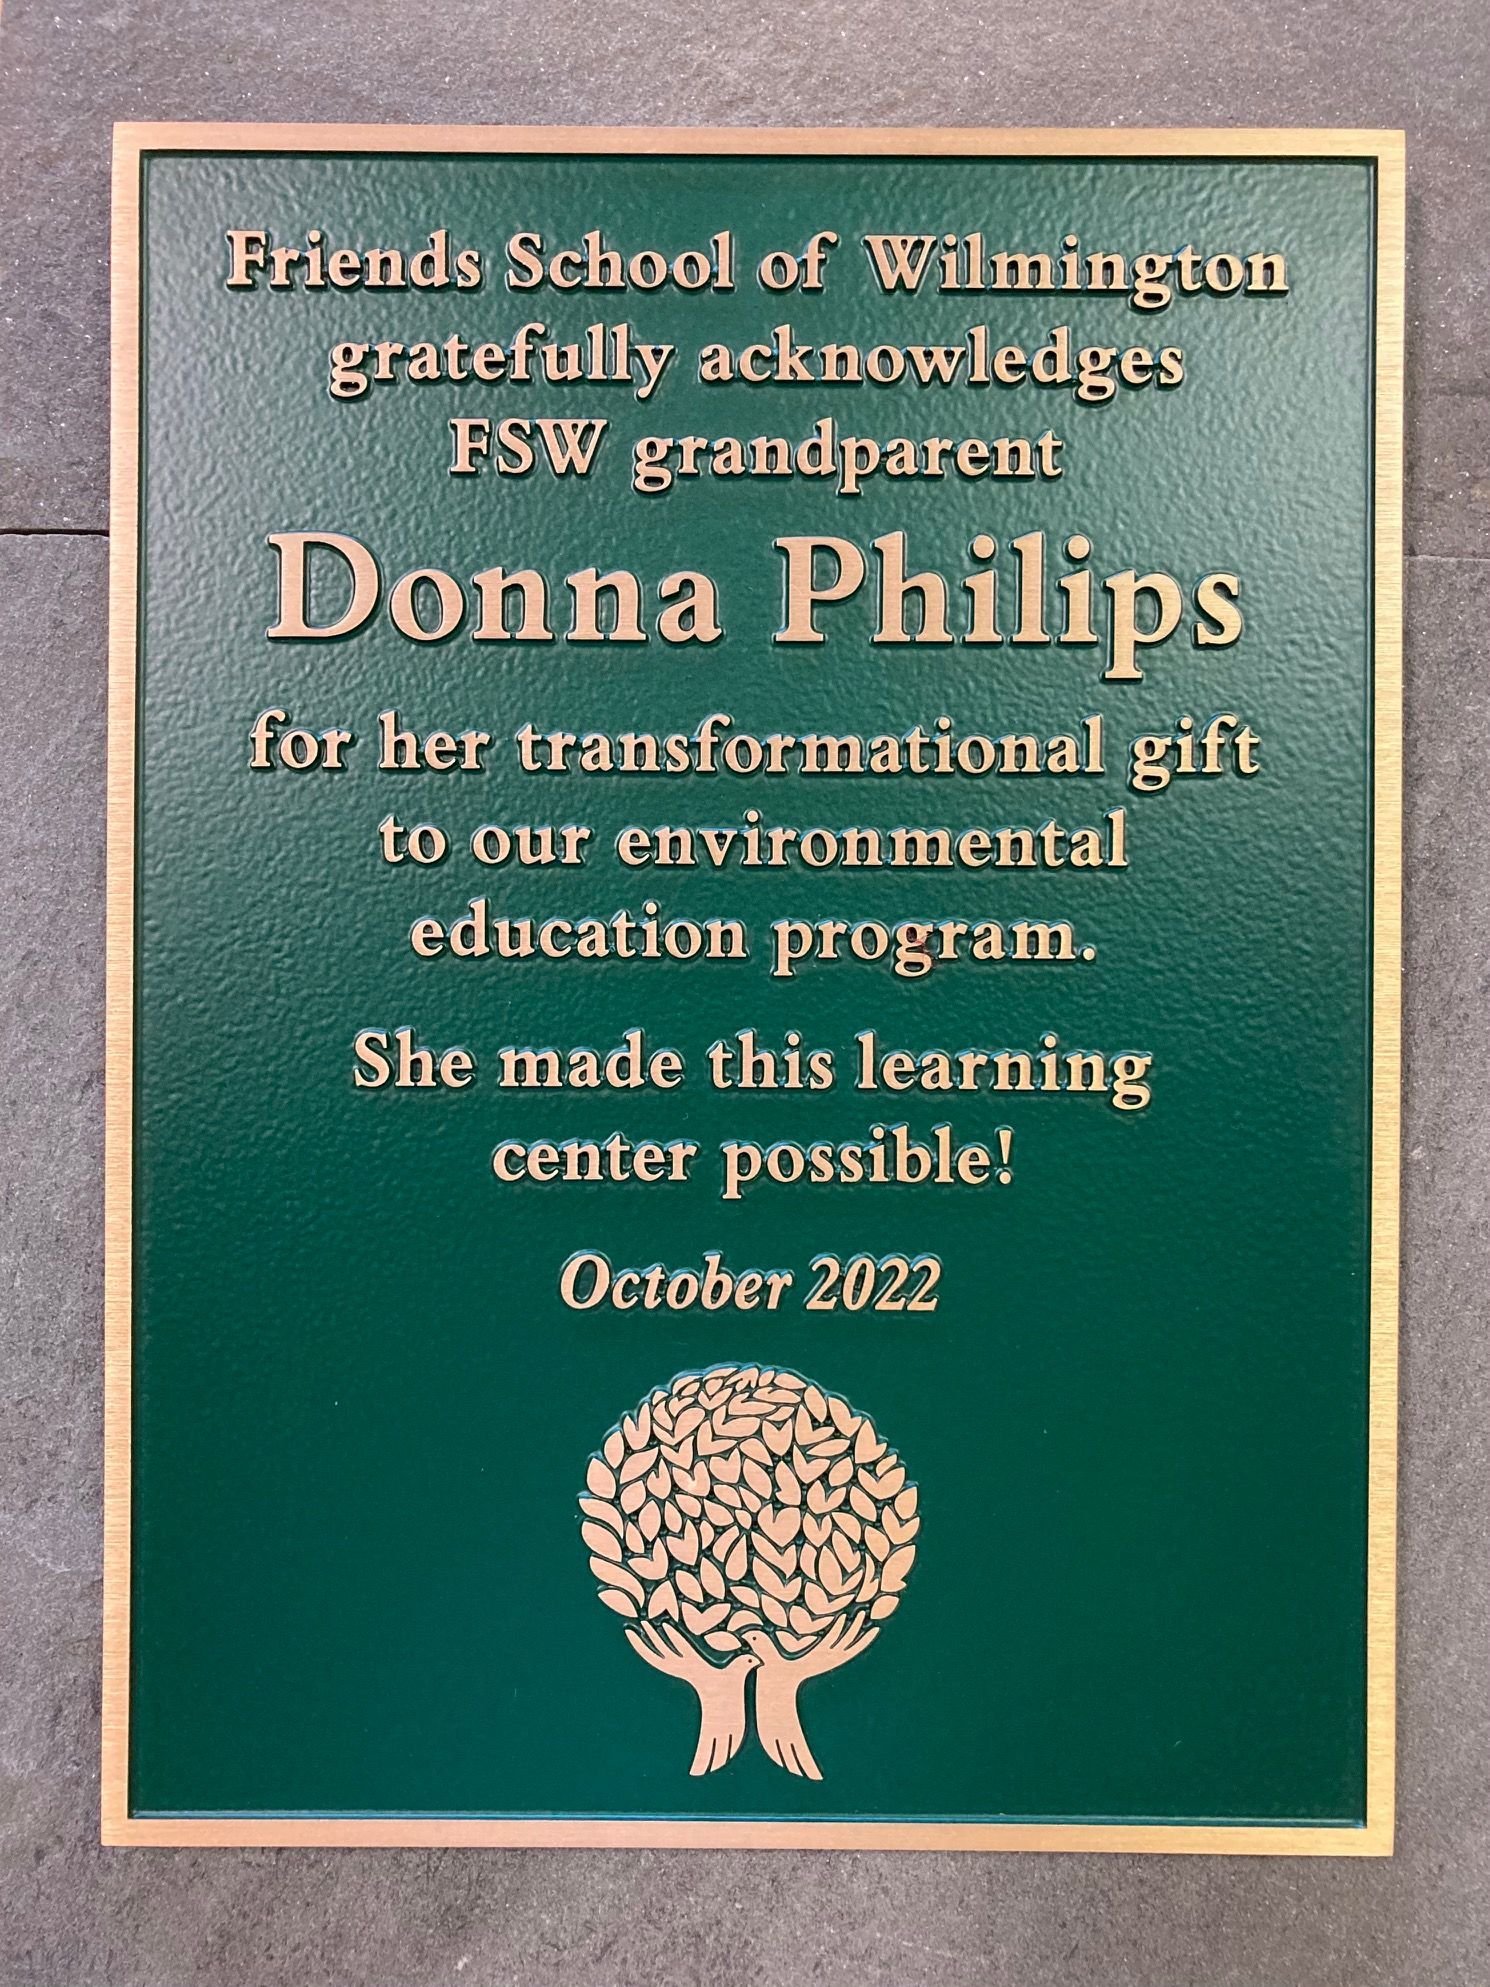 Friends School of Wilmington
gratefully acknowledges
FSW grandparent
Donna Philips
for her transformational gift
to our environmental
education program.
She made this learning
center possible!
October 2022